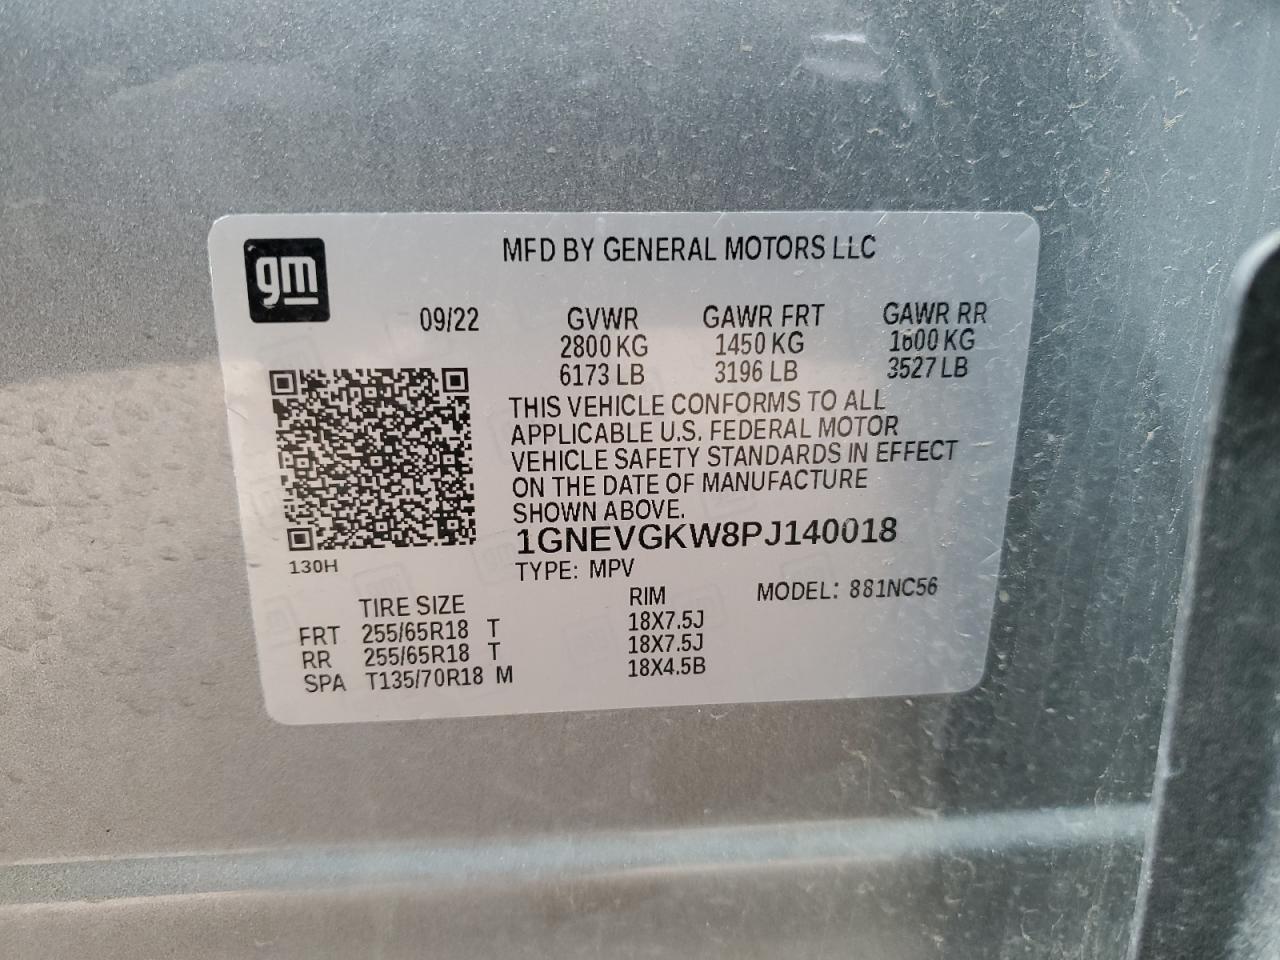 gm
MFD BY GENERAL MOTORS LLC
09/22 GVWR GAWR FRT GAWR RR
2800 KG 1450 KG 1600 KG
6173 LB 3196 LB 3527 LB
THIS VEHICLE CONFORMS TO ALL
APPLICABLE U.S. FEDERAL MOTOR
VEHICLE SAFETY STANDARDS IN EFFECT
ON THE DATE OF MANUFACTURE
SHOWN ABOVE.
1GNEVGKW8PJ140018
130H
TYPE: MPV
MODEL: 881NC56
TIRE SIZE RIM
FRT 255/65R18 T 18X7.5J
RR 255/65R18 T 18X7.5J
SPA T135/70R18 M 18X4.5B